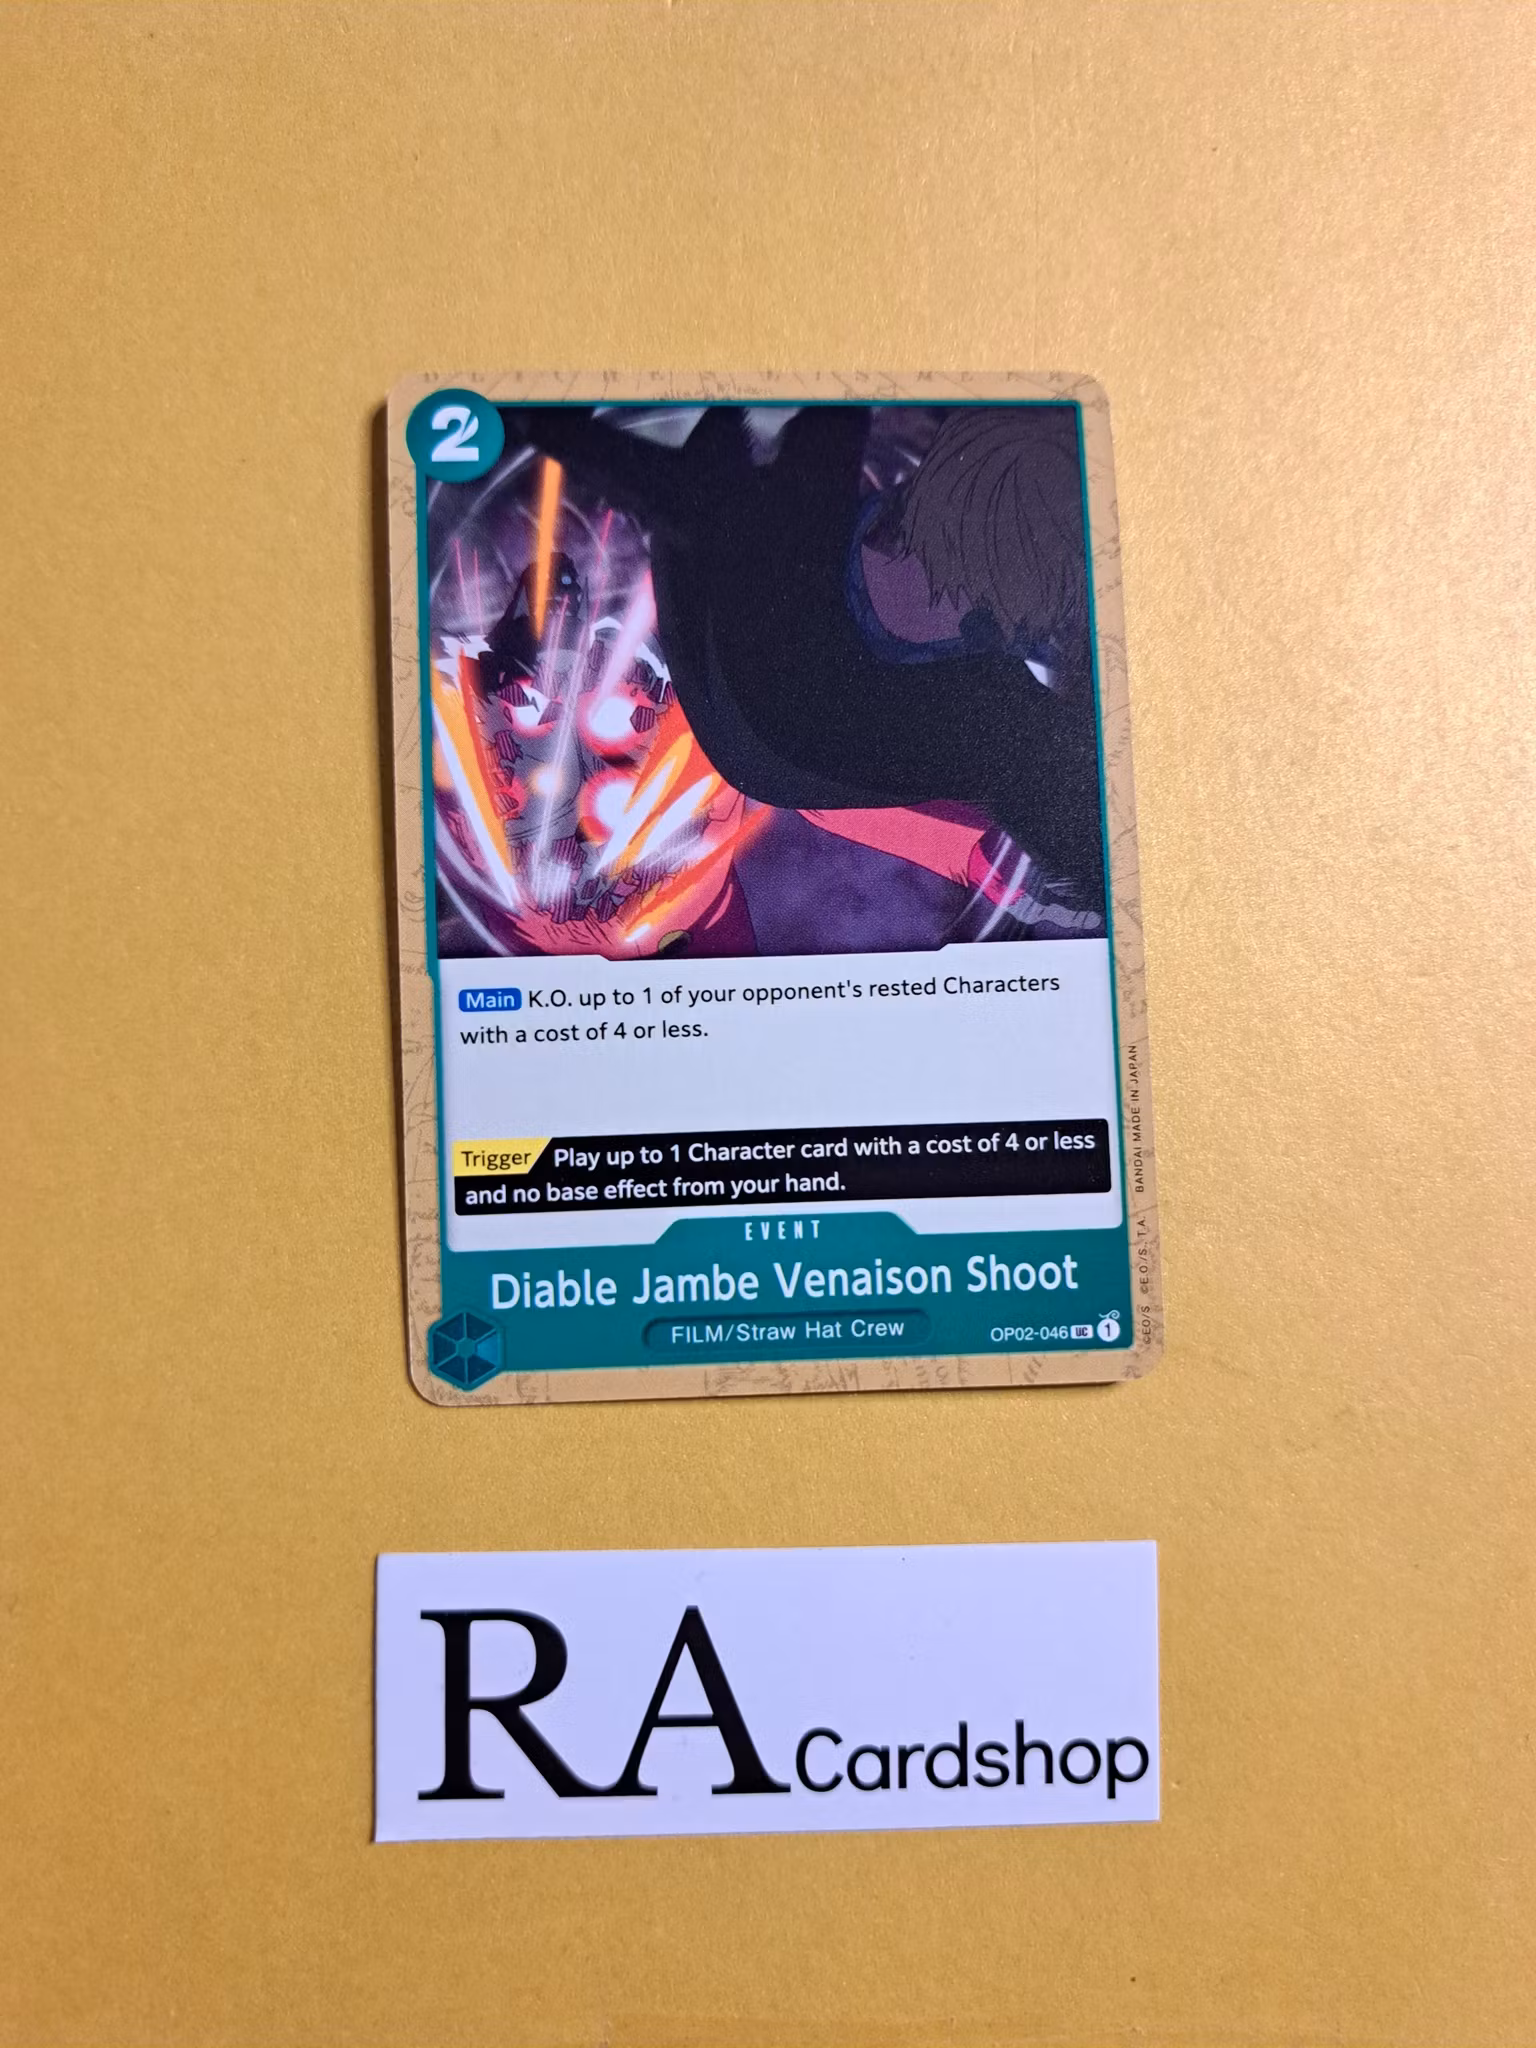 2
Main K.O. up to 1 of your opponent's rested Characters
with a cost of 4 or less.
Trigger Play up to 1 Character card with a cost of 4 or less
and no base effect from your hand.
EVENT
Diable Jambe Venaison Shoot
FILM/Straw Hat Crew
OP02-046 UC 1
©EO/S ©E.O./S.,T.A. BANDAI MADE IN JAPAN
RA Cardshop